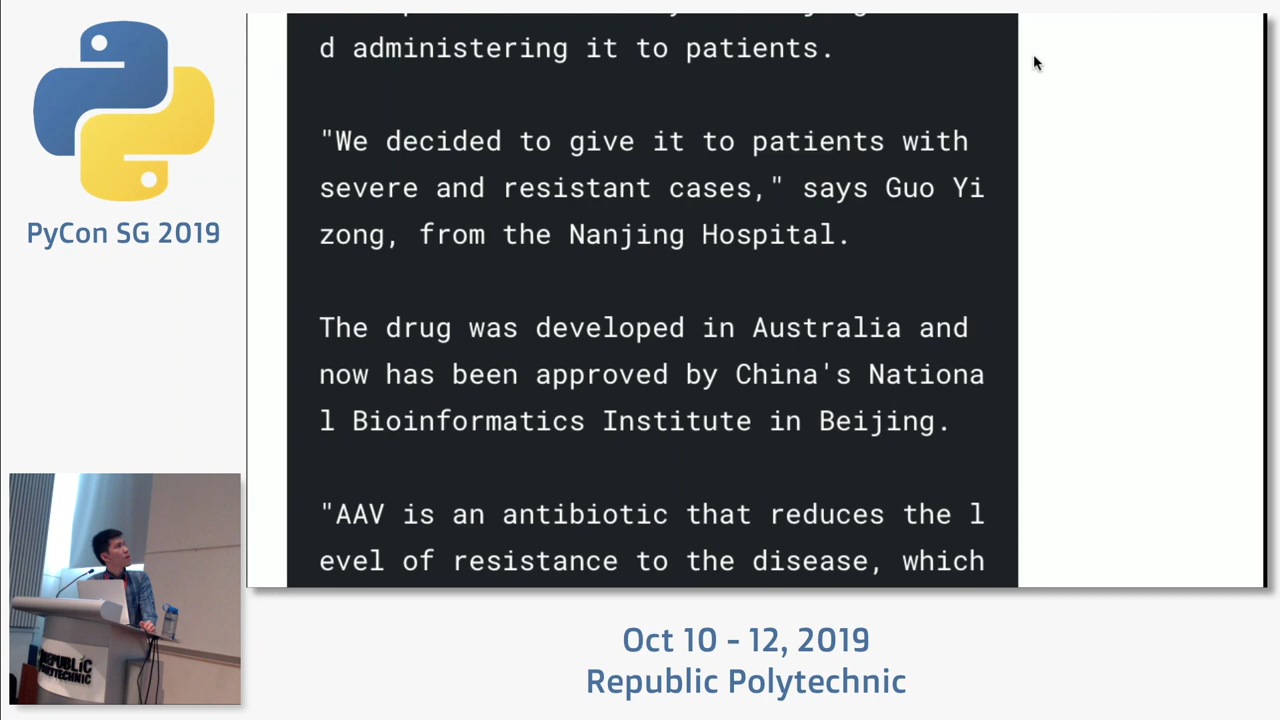 d administering it to patients.
"We decided to give it to patients with
severe and resistant cases," says Guo Yi
zong, from the Nanjing Hospital.
The drug was developed in Australia and
now has been approved by China's Nationa
l Bioinformatics Institute in Beijing.
"AAV is an antibiotic that reduces the l
evel of resistance to the disease, which
PyCon SG 2019
REPUBLIC
POLYTECHNIC
Oct 10 - 12, 2019
Republic Polytechnic